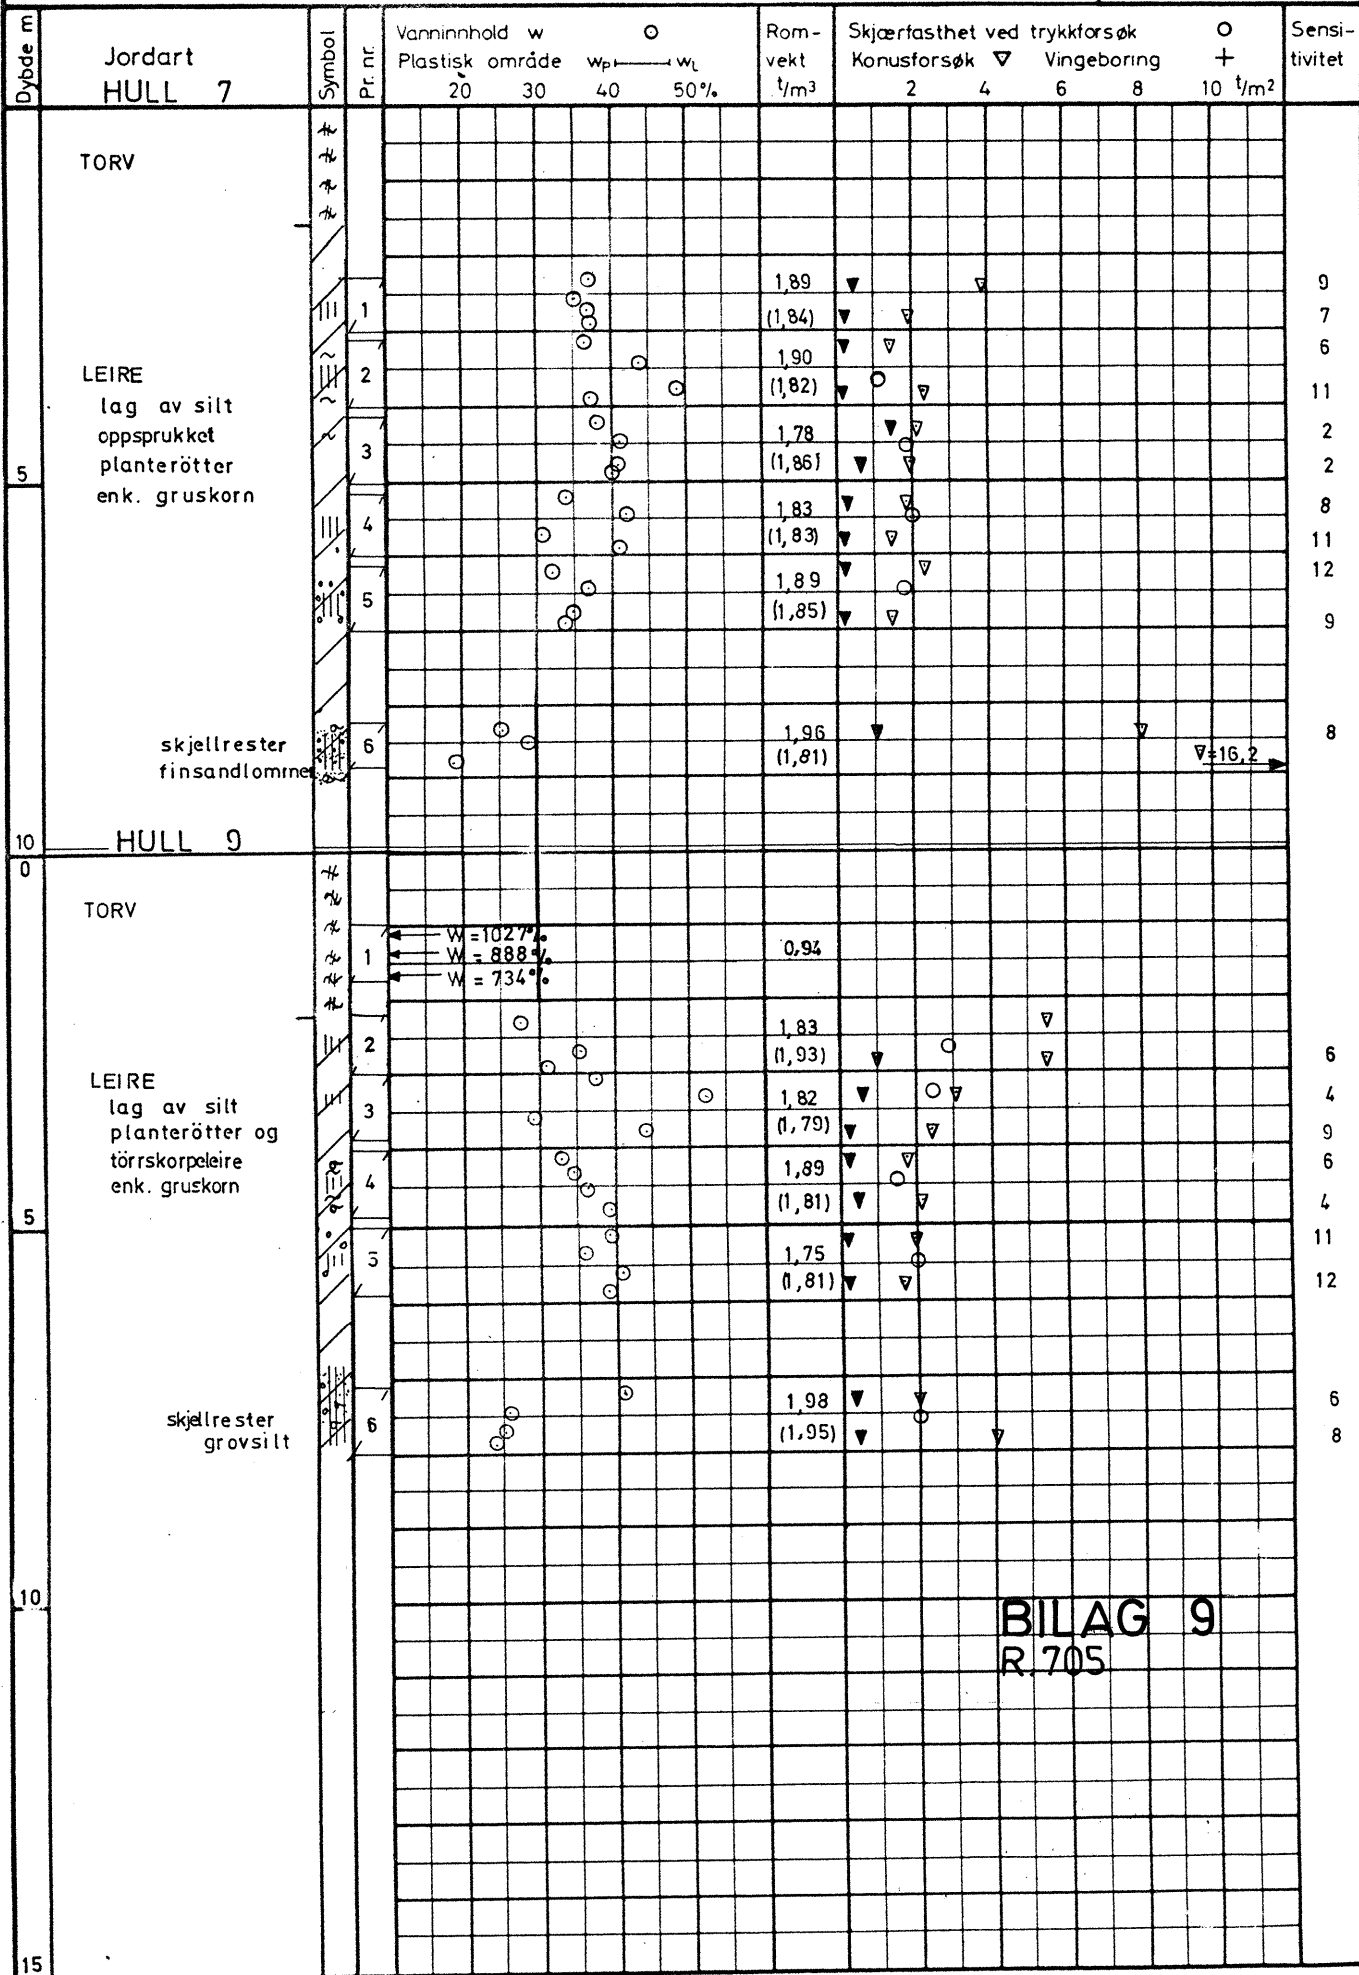 Dybde m
Jordart
HULL 7
Symbol
Pr. nr.
Vanninnhold w
Plastisk område wP wL
20 30 40 50%
Rom-
vekt
t/m³
Skjærfasthet ved trykkforsøk
Konusforsøk Vingeboring +
2 4 6 8 10 t/m²
Sensi-
tivitet
TORV
1 1,89 9
(1,84) 7
LEIRE
lag av silt
oppsprukket
planterötter
enk. gruskorn
2 1,90 6
(1,82) 11
3 1,78 2
(1,86) 2
5
4 1,83 8
(1,83) 11
5 1,89 12
(1,85) 9
skjellrester
finsandlommer
6 1,96 8
(1,81) =16,2
10 HULL 9
0
TORV
1 W = 1027%
W = 888%
W = 734%
0,94
2 1,83
(1,93) 6
LEIRE
lag av silt
planterötter og
törrskorpeleire
enk. gruskorn
3 1,82 4
(1,79) 9
4 1,89 6
(1,81) 4
5
5 1,75 11
(1,81) 12
skjellrester
grovsilt
6 1,98 6
(1,95) 8
10
BILAG 9
R.705
15